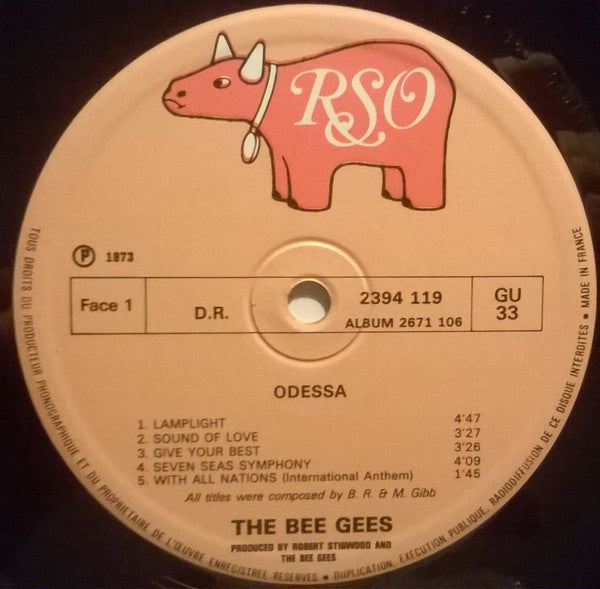 RSO
Ⓟ 1973
Face 1
D.R.
2394 119
ALBUM 2671 106
GU
33
ODESSA
1. LAMPLIGHT 4'47
2. SOUND OF LOVE 3'27
3. GIVE YOUR BEST 3'26
4. SEVEN SEAS SYMPHONY 4'09
5. WITH ALL NATIONS (International Anthem) 1'45
All titles were composed by B. R. & M. Gibb
THE BEE GEES
PRODUCED BY ROBERT STIGWOOD AND
THE BEE GEES
TOUS DROITS DU PRODUCTEUR PHONOGRAPHIQUE ET DU PROPRIETAIRE DE L'ŒUVRE ENREGISTREE RESERVES • DUPLICATION, EXECUTION PUBLIQUE, RADIODIFFUSION DE CE DISQUE INTERDITES • MADE IN FRANCE